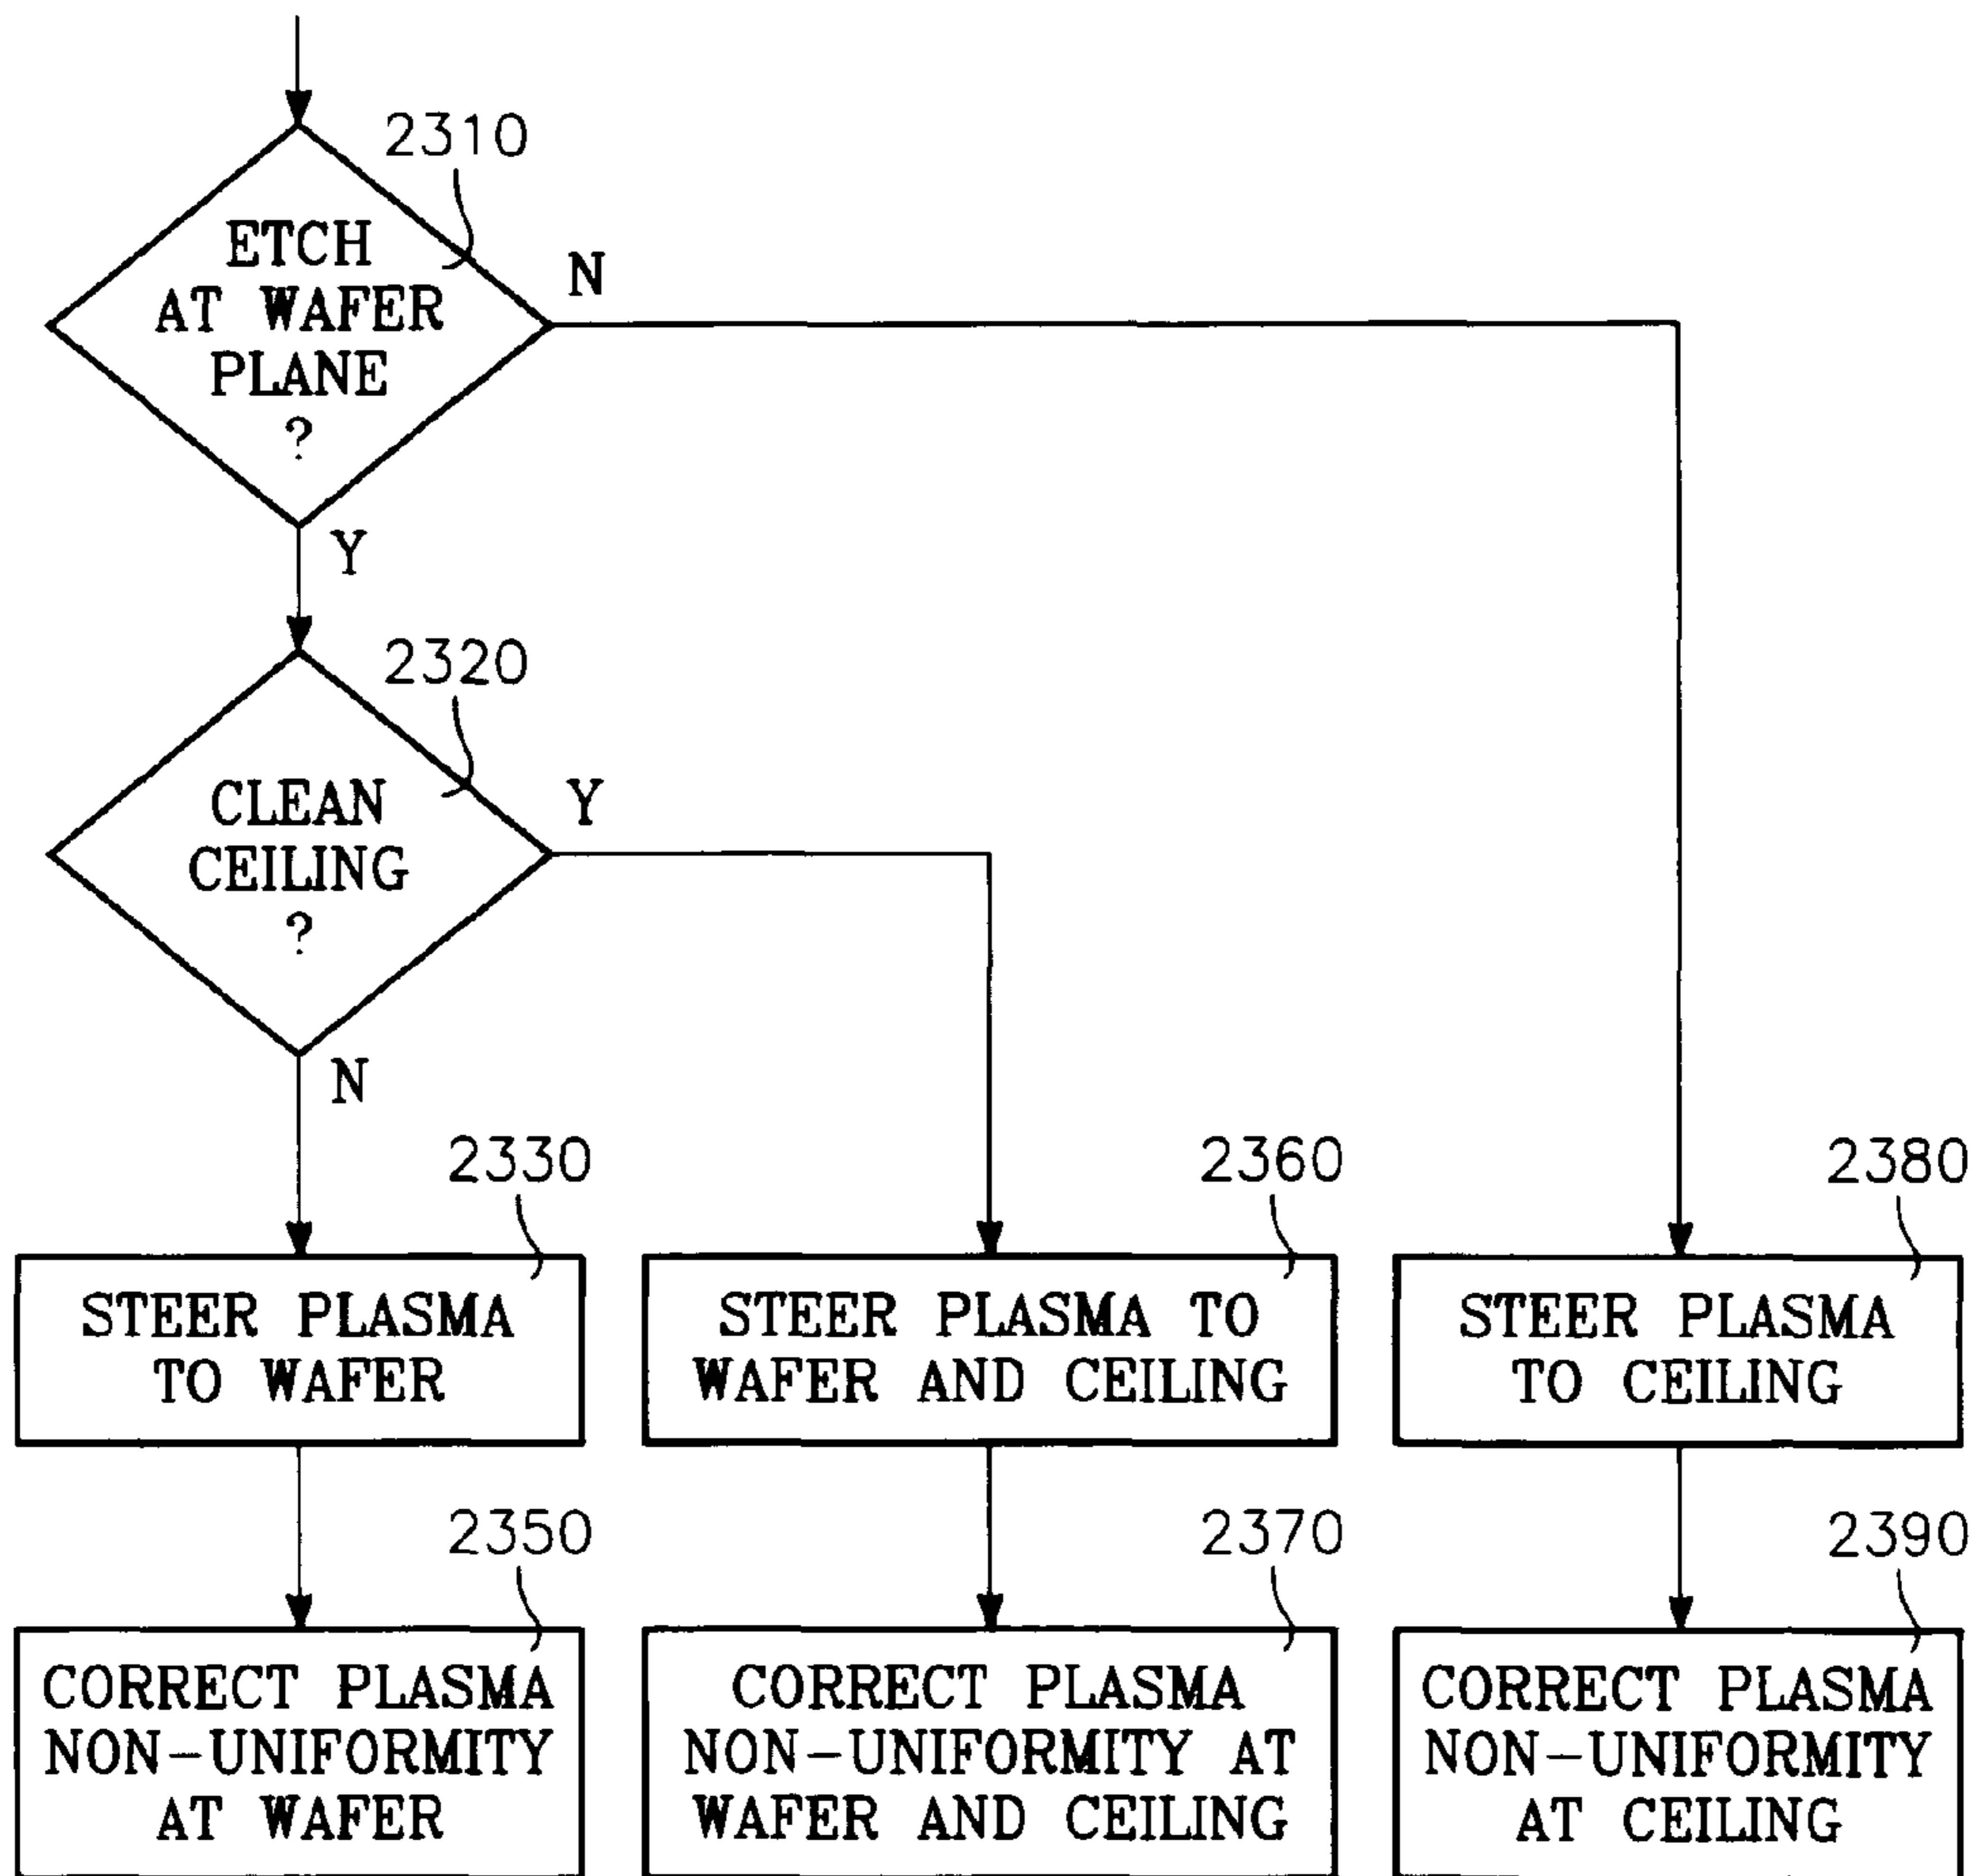 2310
ETCH
AT WAFER
PLANE
?
N
Y
2320
CLEAN
CEILING
?
Y
N
2330
STEER PLASMA
TO WAFER
2360
STEER PLASMA TO
WAFER AND CEILING
2380
STEER PLASMA
TO CEILING
2350
CORRECT PLASMA
NON-UNIFORMITY
AT WAFER
2370
CORRECT PLASMA
NON-UNIFORMITY AT
WAFER AND CEILING
2390
CORRECT PLASMA
NON-UNIFORMITY
AT CEILING